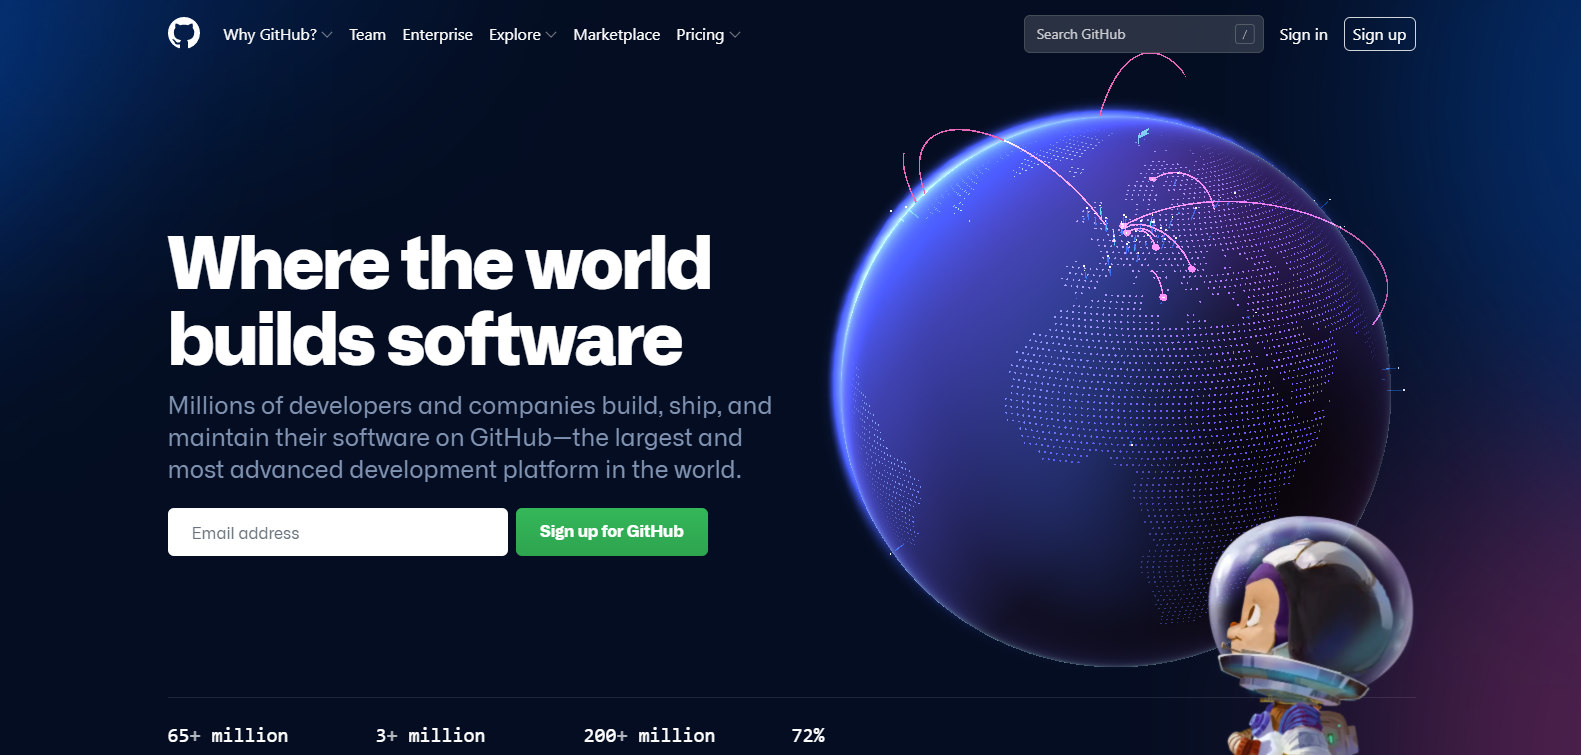 Why GitHub? Team Enterprise Explore Marketplace Pricing Search GitHub / Sign in Sign up
Where the world
builds software
Millions of developers and companies build, ship, and
maintain their software on GitHub—the largest and
most advanced development platform in the world.
Email address Sign up for GitHub
65+ million 3+ million 200+ million 72%